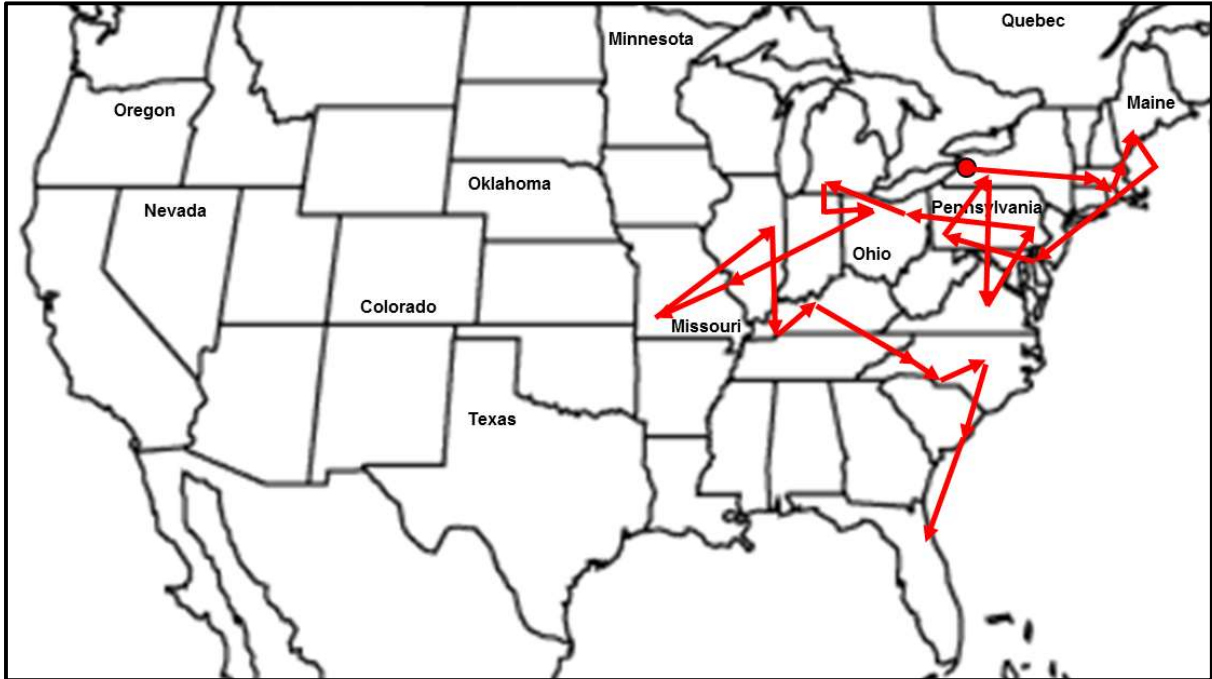 Quebec
Minnesota
Maine
Oregon
Oklahoma
Nevada
Pennsylvania
Ohio
Colorado
Missouri
Texas